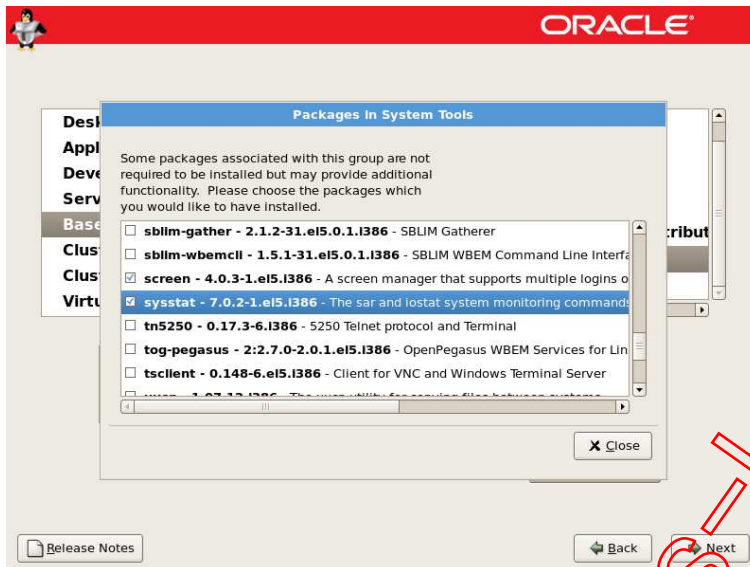 ORACLE
Packages in System Tools
Some packages associated with this group are not
required to be installed but may provide additional
functionality. Please choose the packages which
you would like to have installed.
sblim-gather - 2.1.2-31.el5.0.1.i386 - SBLIM Gatherer
sblim-wbemcli - 1.5.1-31.el5.0.1.i386 - SBLIM WBEM Command Line Interfa
screen - 4.0.3-1.el5.i386 - A screen manager that supports multiple logins o
sysstat - 7.0.2-1.el5.i386 - The sar and iostat system monitoring commands
tn5250 - 0.17.3-6.i386 - 5250 Telnet protocol and Terminal
tog-pegasus - 2:2.7.0-2.0.1.el5.i386 - OpenPegasus WBEM Services for Lin
tsclient - 0.148-6.el5.i386 - Client for VNC and Windows Terminal Server
Close
Desk
Appl
Deve
Serv
Base
Clus
Clus
Virtu
tribut
Release Notes
Back
Next